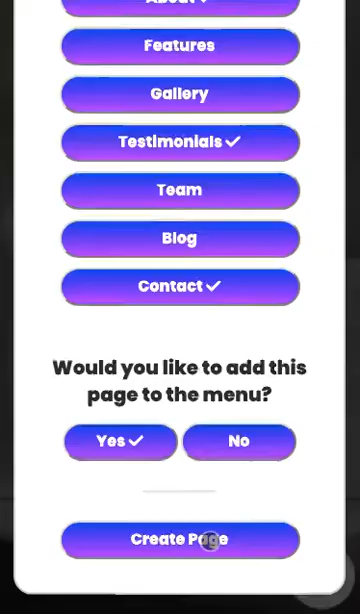 About ✓
Features
Gallery
Testimonials ✓
Team
Blog
Contact ✓
Would you like to add this
page to the menu?
Yes ✓
No
Create Page